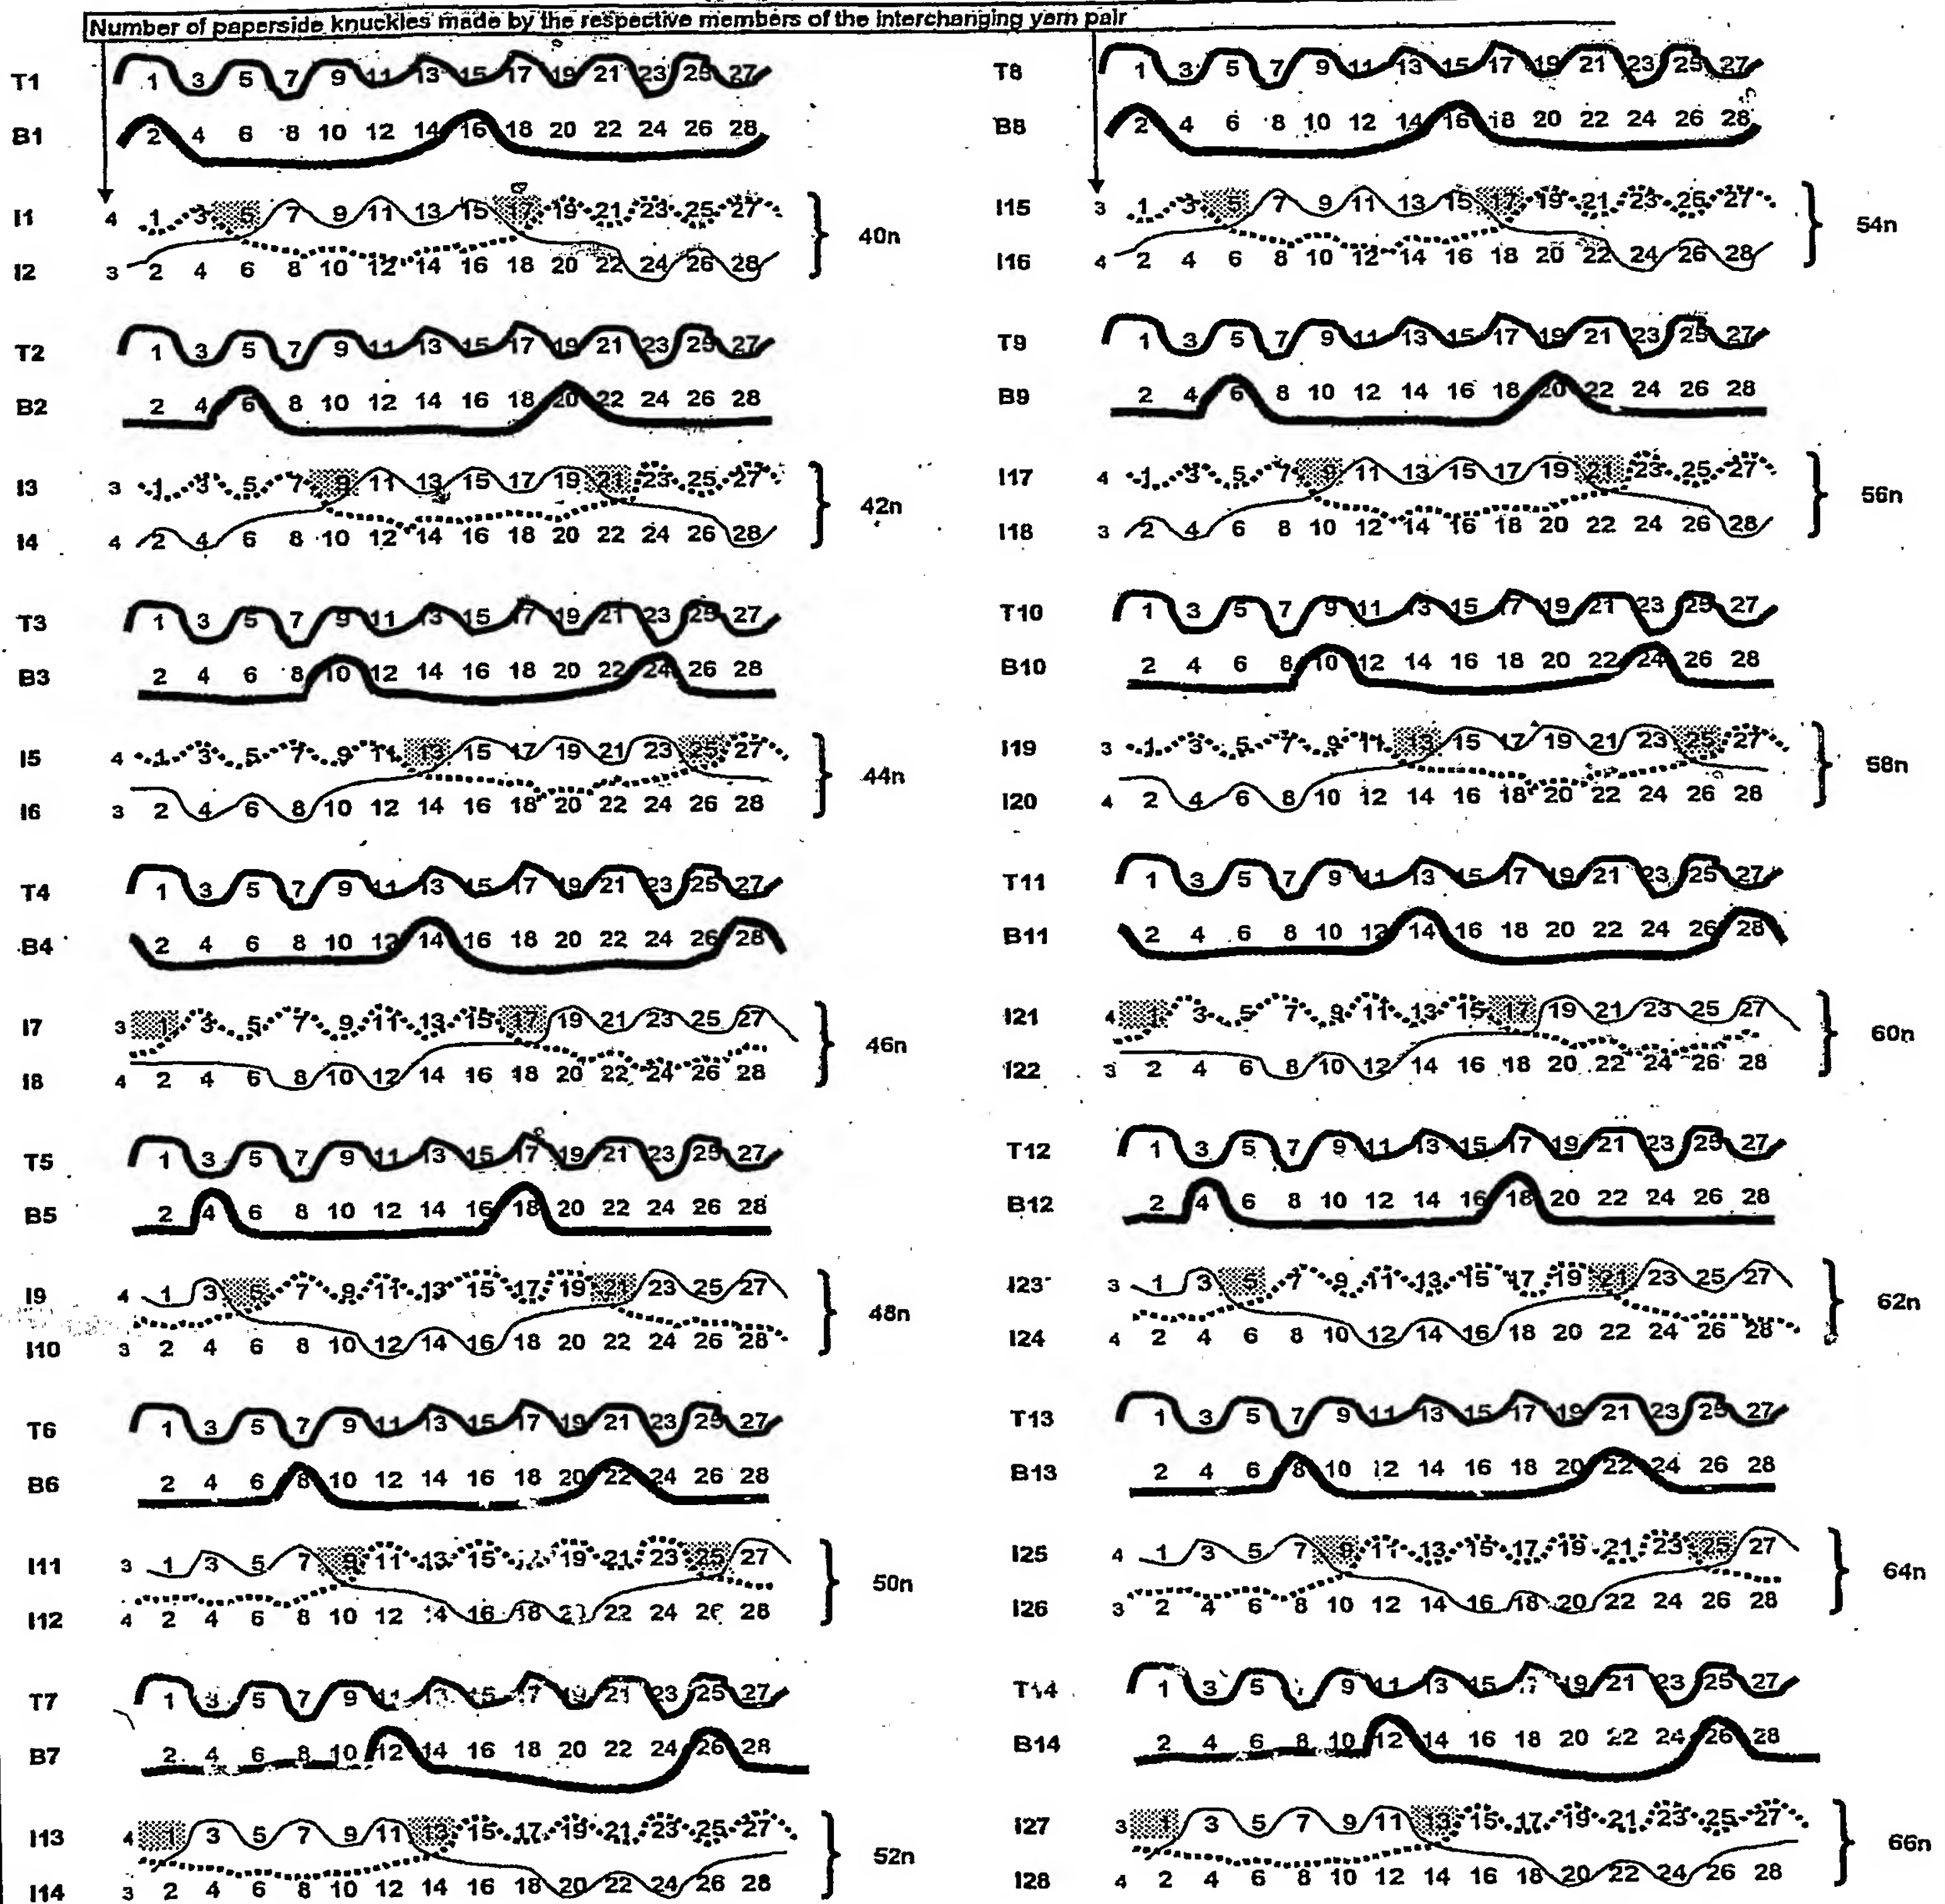 Number of paperside knuckles made by the respective members of the interchanging yarn pair
T1 1 3 5 7 9 11 13 15 17 19 21 23 25 27
B1 2 4 6 8 10 12 14 16 18 20 22 24 26 28
I1 4 1 3 5 7 9 11 13 15 17 19 21 23 25 27
40n
I2 3 2 4 6 8 10 12 14 16 18 20 22 24 26 28
T2 1 3 5 7 9 11 13 15 17 19 21 23 25 27
B2 2 4 6 8 10 12 14 16 18 20 22 24 26 28
I3 3 1 3 5 7 9 11 13 15 17 19 21 23 25 27
42n
I4 4 2 4 6 8 10 12 14 16 18 20 22 24 26 28
T3 1 3 5 7 9 11 13 15 17 19 21 23 25 27
B3 2 4 6 8 10 12 14 16 18 20 22 24 26 28
I5 4 1 3 5 7 9 11 13 15 17 19 21 23 25 27
44n
I6 3 2 4 6 8 10 12 14 16 18 20 22 24 26 28
T4 1 3 5 7 9 11 13 15 17 19 21 23 25 27
B4 2 4 6 8 10 12 14 16 18 20 22 24 26 28
I7 3 1 3 5 7 9 11 13 15 17 19 21 23 25 27
46n
I8 4 2 4 6 8 10 12 14 16 18 20 22 24 26 28
T5 1 3 5 7 9 11 13 15 17 19 21 23 25 27
B5 2 4 6 8 10 12 14 16 18 20 22 24 26 28
I9 4 1 3 5 7 9 11 13 15 17 19 21 23 25 27
48n
I10 3 2 4 6 8 10 12 14 16 18 20 22 24 26 28
T6 1 3 5 7 9 11 13 15 17 19 21 23 25 27
B6 2 4 6 8 10 12 14 16 18 20 22 24 26 28
I11 3 1 3 5 7 9 11 13 15 17 19 21 23 25 27
50n
I12 4 2 4 6 8 10 12 14 16 18 20 22 24 26 28
T7 1 3 5 7 9 11 13 15 17 19 21 23 25 27
B7 2 4 6 8 10 12 14 16 18 20 22 24 26 28
I13 4 1 3 5 7 9 11 13 15 17 19 21 23 25 27
52n
I14 3 2 4 6 8 10 12 14 16 18 20 22 24 26 28
T8 1 3 5 7 9 11 13 15 17 19 21 23 25 27
B8 2 4 6 8 10 12 14 16 18 20 22 24 26 28
I15 3 1 3 5 7 9 11 13 15 17 19 21 23 25 27
54n
I16 4 2 4 6 8 10 12 14 16 18 20 22 24 26 28
T9 1 3 5 7 9 11 13 15 17 19 21 23 25 27
B9 2 4 6 8 10 12 14 16 18 20 22 24 26 28
I17 4 1 3 5 7 9 11 13 15 17 19 21 23 25 27
56n
I18 3 2 4 6 8 10 12 14 16 18 20 22 24 26 28
T10 1 3 5 7 9 11 13 15 17 19 21 23 25 27
B10 2 4 6 8 10 12 14 16 18 20 22 24 26 28
I19 3 1 3 5 7 9 11 13 15 17 19 21 23 25 27
58n
I20 4 2 4 6 8 10 12 14 16 18 20 22 24 26 28
T11 1 3 5 7 9 11 13 15 17 19 21 23 25 27
B11 2 4 6 8 10 12 14 16 18 20 22 24 26 28
I21 4 1 3 5 7 9 11 13 15 17 19 21 23 25 27
60n
I22 3 2 4 6 8 10 12 14 16 18 20 22 24 26 28
T12 1 3 5 7 9 11 13 15 17 19 21 23 25 27
B12 2 4 6 8 10 12 14 16 18 20 22 24 26 28
I23 3 1 3 5 7 9 11 13 15 17 19 21 23 25 27
62n
I24 4 2 4 6 8 10 12 14 16 18 20 22 24 26 28
T13 1 3 5 7 9 11 13 15 17 19 21 23 25 27
B13 2 4 6 8 10 12 14 16 18 20 22 24 26 28
I25 4 1 3 5 7 9 11 13 15 17 19 21 23 25 27
64n
I26 3 2 4 6 8 10 12 14 16 18 20 22 24 26 28
T14 1 3 5 7 9 11 13 15 17 19 21 23 25 27
B14 2 4 6 8 10 12 14 16 18 20 22 24 26 28
I27 3 1 3 5 7 9 11 13 15 17 19 21 23 25 27
66n
I28 4 2 4 6 8 10 12 14 16 18 20 22 24 26 28